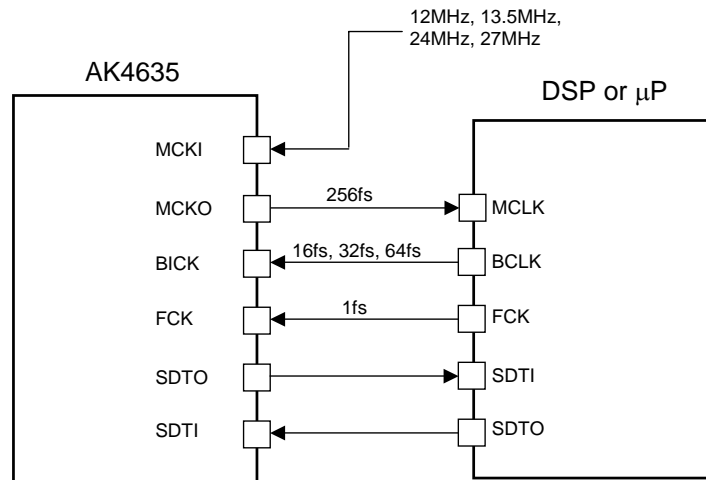 12MHz, 13.5MHz,
24MHz, 27MHz
AK4635
DSP or μP
MCKI
MCKO
256fs
MCLK
BICK
16fs, 32fs, 64fs
BCLK
FCK
1fs
FCK
SDTO
SDTI
SDTI
SDTO